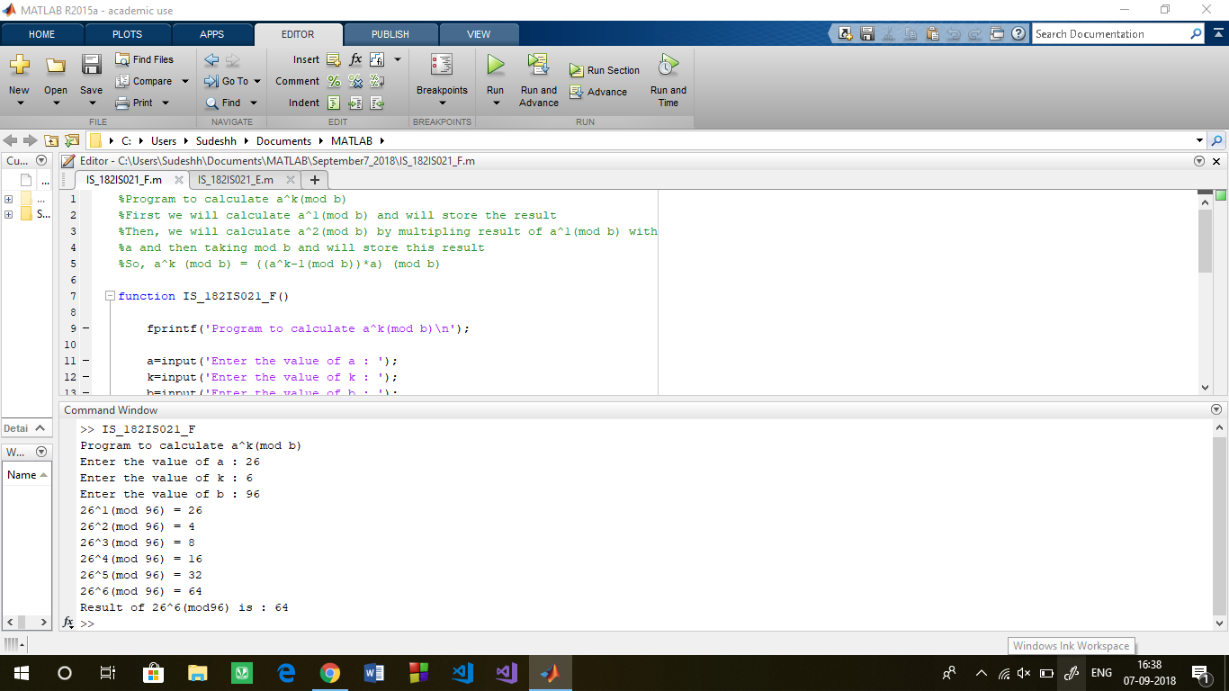 MATLAB R2015a - academic use
HOME PLOTS APPS EDITOR PUBLISH VIEW
Search Documentation
New Open Save Find Files Compare Print
Go To Find
Insert fx Comment Indent
Breakpoints Run Run and Advance Run Section Advance Run and Time
FILE NAVIGATE EDIT BREAKPOINTS RUN
C: Users Sudeshh Documents MATLAB
Cu...
Editor - C:\Users\Sudeshh\Documents\MATLAB\September7_2018\IS_182IS021_F.m
IS_182IS021_F.m IS_182IS021_E.m +
...
S...
1 %Program to calculate a^k(mod b)
2 %First we will calculate a^1(mod b) and will store the result
3 %Then, we will calculate a^2(mod b) by multipling result of a^1(mod b) with
4 %a and then taking mod b and will store this result
5 %So, a^k (mod b) = ((a^k-1(mod b))*a) (mod b)
6
7 function IS_182IS021_F()
8
9 fprintf('Program to calculate a^k(mod b)\n');
10
11 a=input('Enter the value of a : ');
12 k=input('Enter the value of k : ');
13 b=input('Enter the value of b : ');
Detai
W...
Name
Command Window
>> IS_182IS021_F
Program to calculate a^k(mod b)
Enter the value of a : 26
Enter the value of k : 6
Enter the value of b : 96
26^1(mod 96) = 26
26^2(mod 96) = 4
26^3(mod 96) = 8
26^4(mod 96) = 16
26^5(mod 96) = 32
26^6(mod 96) = 64
Result of 26^6(mod96) is : 64
fx >>
Windows Ink Workspace
ENG
16:38
07-09-2018
1